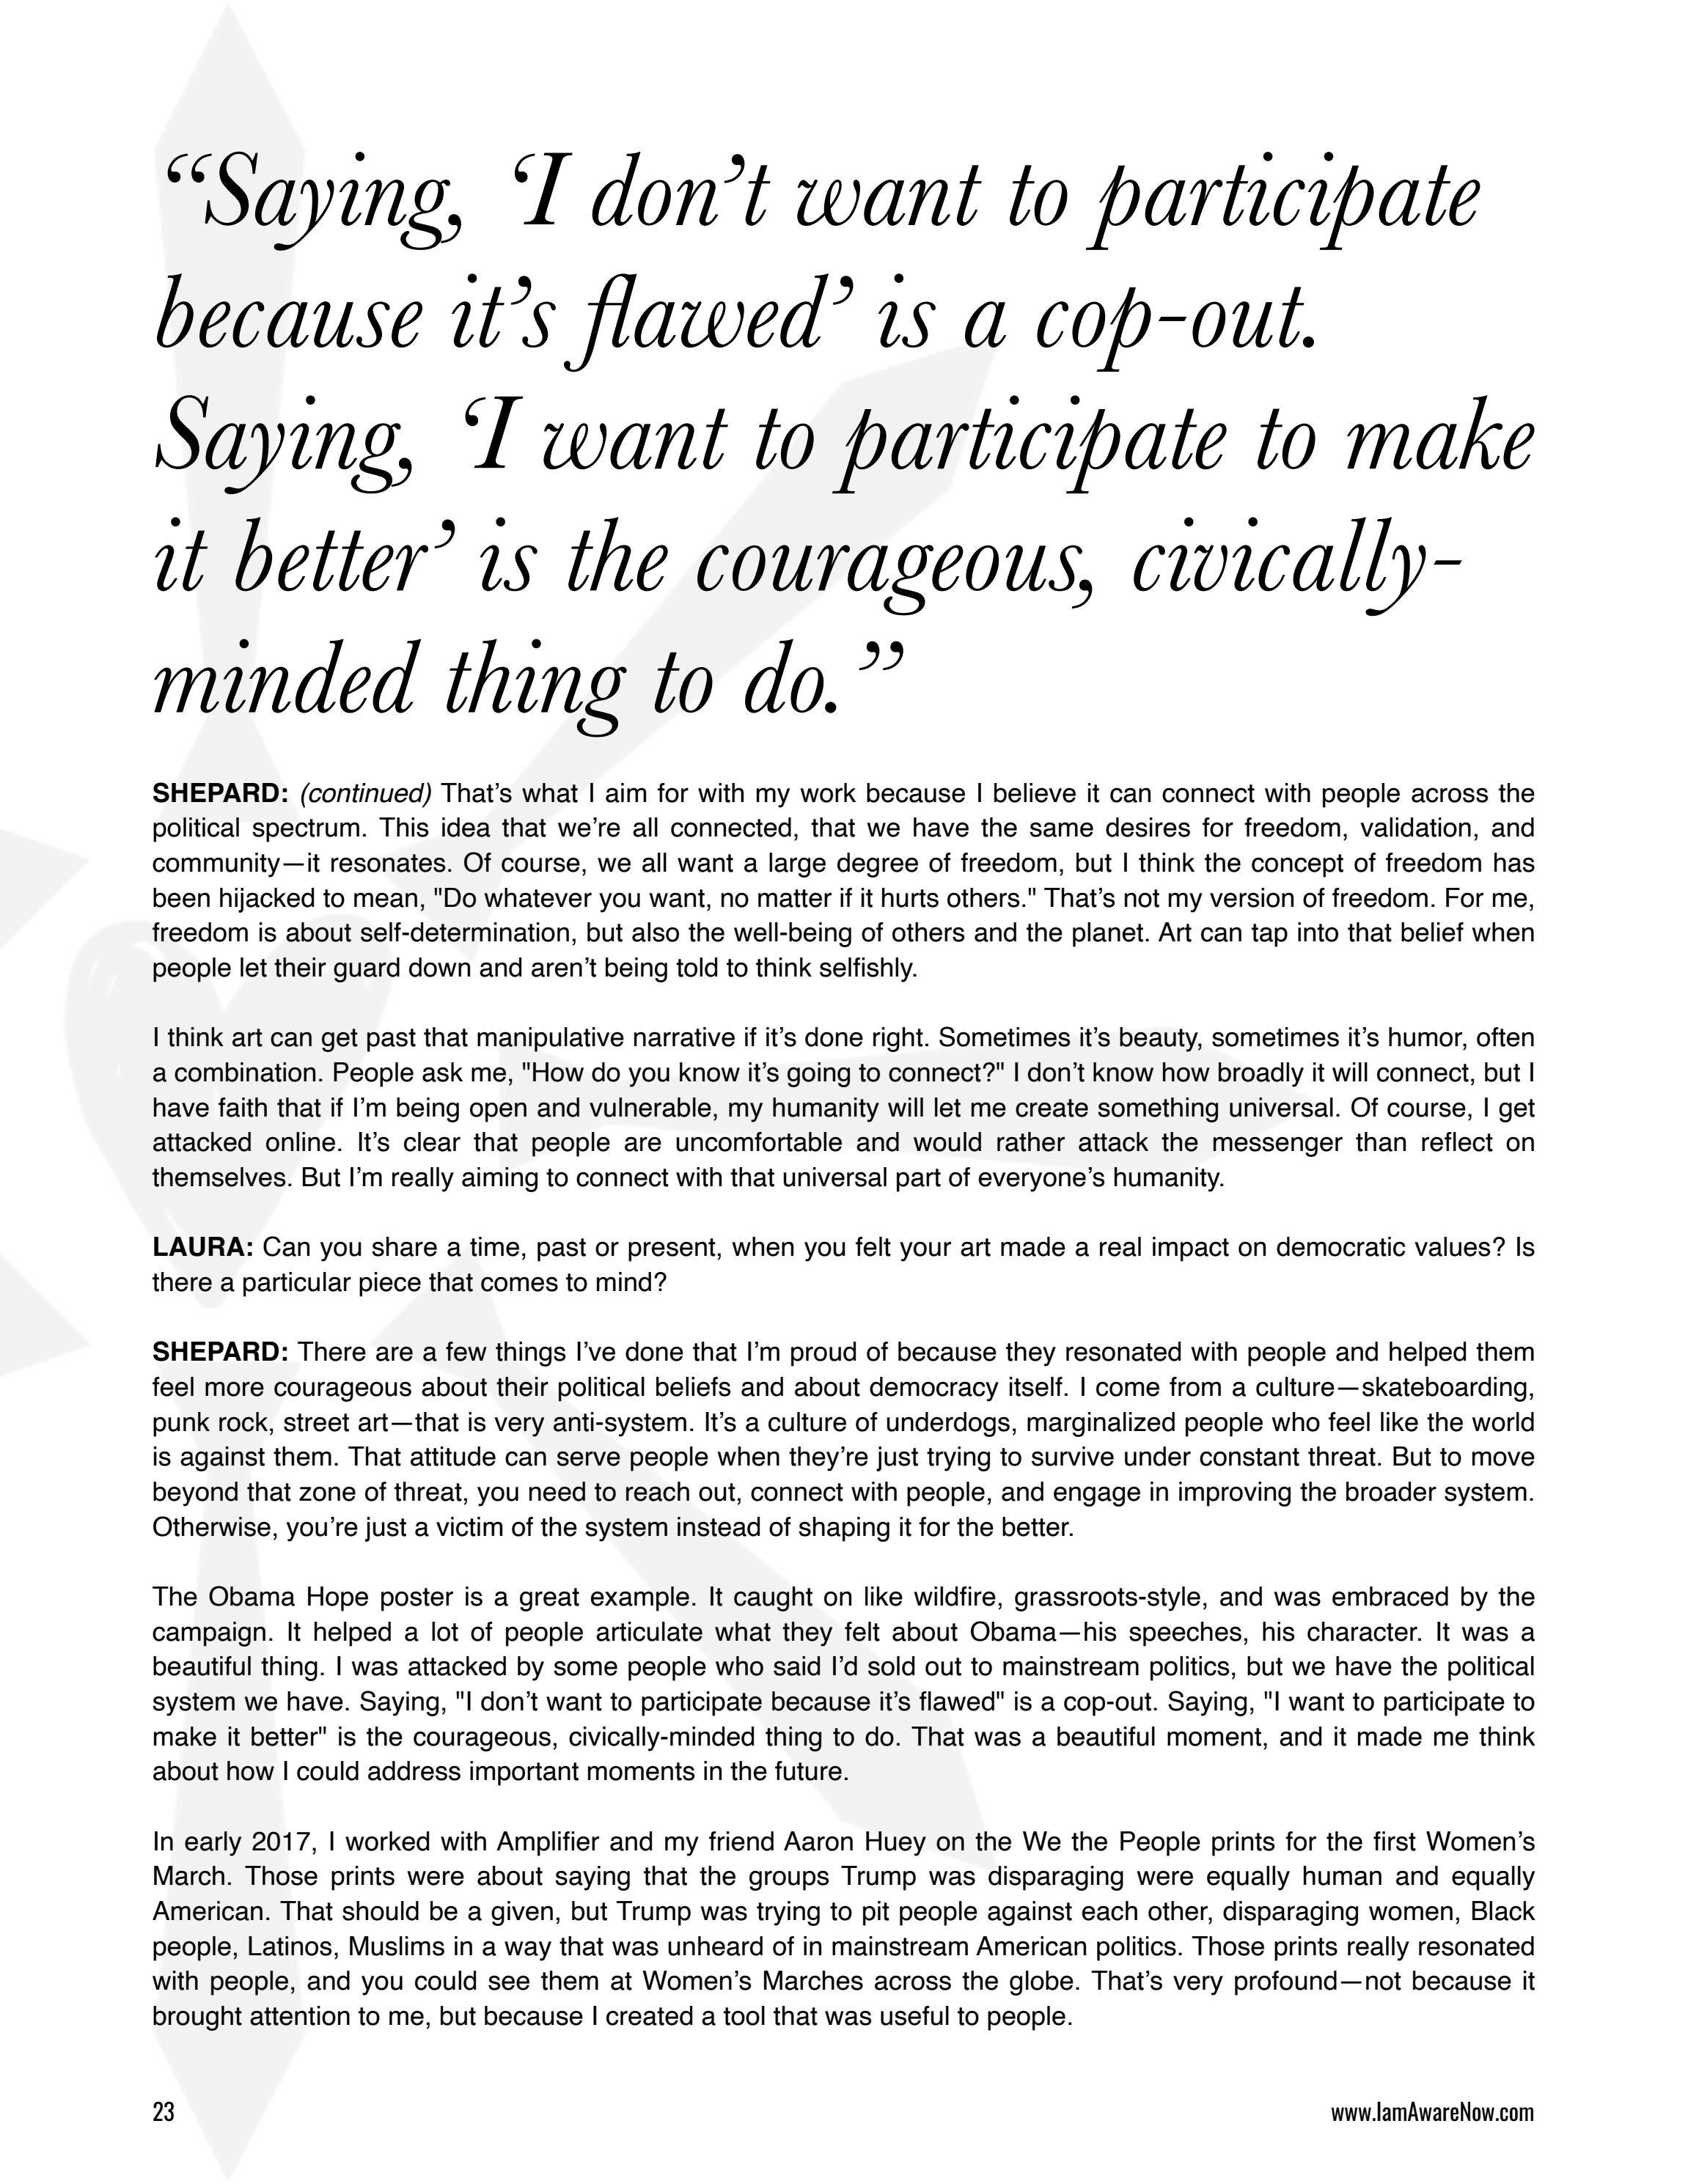 “Saying, ‘I don’t want to participate
because it’s flawed’ is a cop-out.
Saying, ‘I want to participate to make
it better’ is the courageous, civically-
minded thing to do.”
SHEPARD: (continued) That’s what I aim for with my work because I believe it can connect with people across the
political spectrum. This idea that we’re all connected, that we have the same desires for freedom, validation, and
community—it resonates. Of course, we all want a large degree of freedom, but I think the concept of freedom has
been hijacked to mean, "Do whatever you want, no matter if it hurts others." That’s not my version of freedom. For me,
freedom is about self-determination, but also the well-being of others and the planet. Art can tap into that belief when
people let their guard down and aren’t being told to think selfishly.
I think art can get past that manipulative narrative if it’s done right. Sometimes it’s beauty, sometimes it’s humor, often
a combination. People ask me, "How do you know it’s going to connect?" I don’t know how broadly it will connect, but I
have faith that if I’m being open and vulnerable, my humanity will let me create something universal. Of course, I get
attacked online. It’s clear that people are uncomfortable and would rather attack the messenger than reflect on
themselves. But I’m really aiming to connect with that universal part of everyone’s humanity.
LAURA: Can you share a time, past or present, when you felt your art made a real impact on democratic values? Is
there a particular piece that comes to mind?
SHEPARD: There are a few things I’ve done that I’m proud of because they resonated with people and helped them
feel more courageous about their political beliefs and about democracy itself. I come from a culture—skateboarding,
punk rock, street art—that is very anti-system. It’s a culture of underdogs, marginalized people who feel like the world
is against them. That attitude can serve people when they’re just trying to survive under constant threat. But to move
beyond that zone of threat, you need to reach out, connect with people, and engage in improving the broader system.
Otherwise, you’re just a victim of the system instead of shaping it for the better.
The Obama Hope poster is a great example. It caught on like wildfire, grassroots-style, and was embraced by the
campaign. It helped a lot of people articulate what they felt about Obama—his speeches, his character. It was a
beautiful thing. I was attacked by some people who said I’d sold out to mainstream politics, but we have the political
system we have. Saying, "I don’t want to participate because it’s flawed" is a cop-out. Saying, "I want to participate to
make it better" is the courageous, civically-minded thing to do. That was a beautiful moment, and it made me think
about how I could address important moments in the future.
In early 2017, I worked with Amplifier and my friend Aaron Huey on the We the People prints for the first Women’s
March. Those prints were about saying that the groups Trump was disparaging were equally human and equally
American. That should be a given, but Trump was trying to pit people against each other, disparaging women, Black
people, Latinos, Muslims in a way that was unheard of in mainstream American politics. Those prints really resonated
with people, and you could see them at Women’s Marches across the globe. That’s very profound—not because it
brought attention to me, but because I created a tool that was useful to people.
23
www.IamAwareNow.com